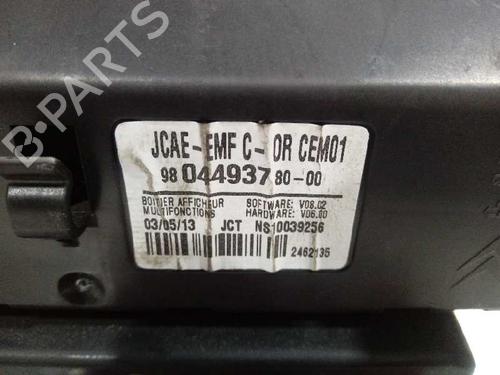 JCAE-EMF C-OR CEM01
98 044937 80-00
BOITIER AFFICHEUR SOFTWARE: V08.02
MULTIFONCTIONS HARDWARE: V06.00
03/05/13 JCT NS10039256
2462135
B-PARTS